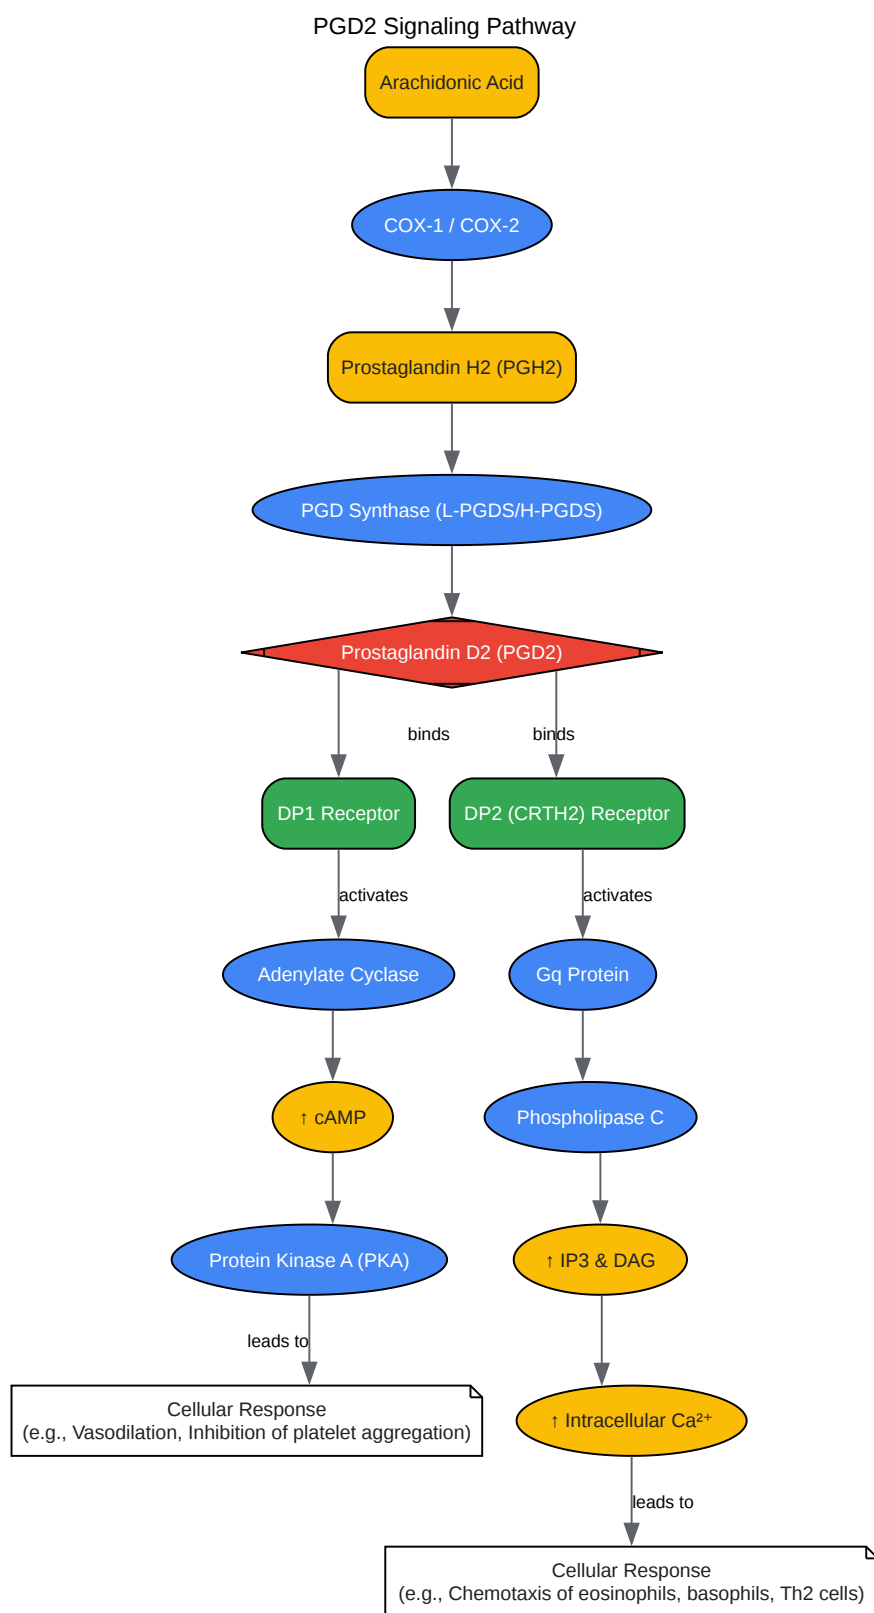 PGD2 Signaling Pathway
Arachidonic Acid
COX-1 / COX-2
Prostaglandin H2 (PGH2)
PGD Synthase (L-PGDS/H-PGDS)
Prostaglandin D2 (PGD2)
binds
binds
DP1 Receptor
DP2 (CRTH2) Receptor
activates
activates
Adenylate Cyclase
Gq Protein
↑ cAMP
Phospholipase C
Protein Kinase A (PKA)
↑ IP3 & DAG
leads to
Cellular Response
(e.g., Vasodilation, Inhibition of platelet aggregation)
↑ Intracellular Ca²⁺
leads to
Cellular Response
(e.g., Chemotaxis of eosinophils, basophils, Th2 cells)